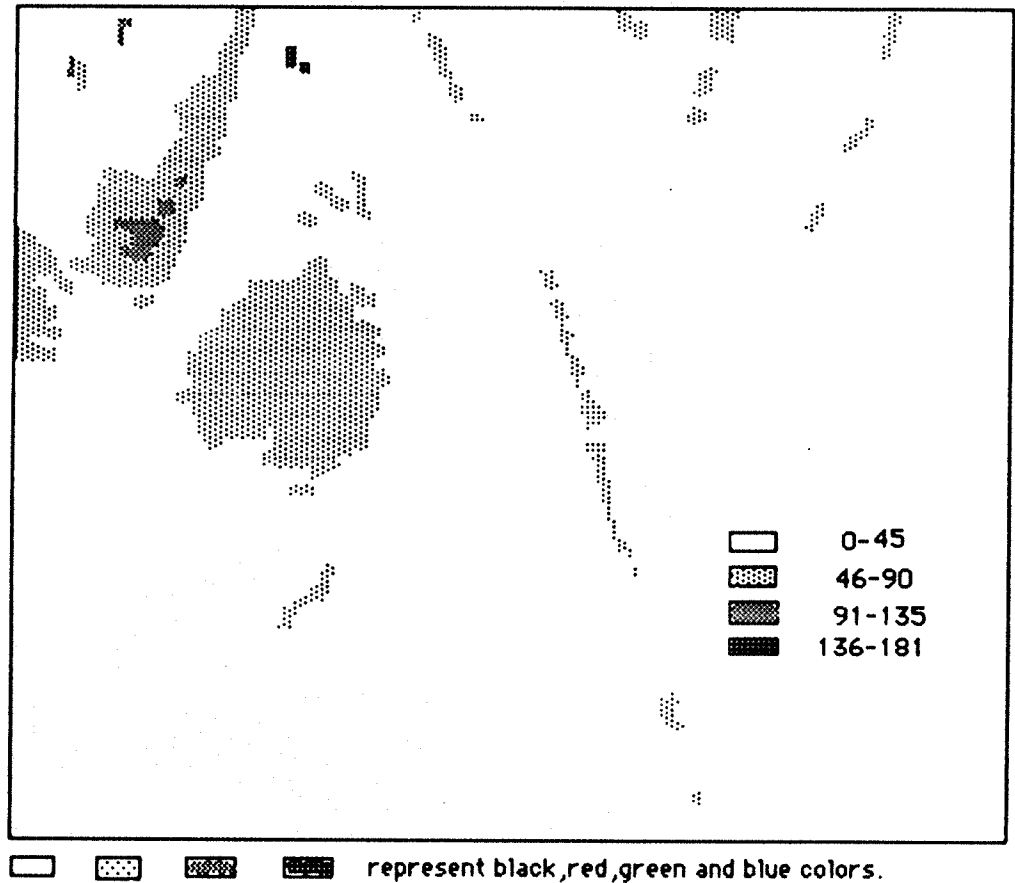 0-45
46-90
91-135
136-181
represent black,red,green and blue colors.